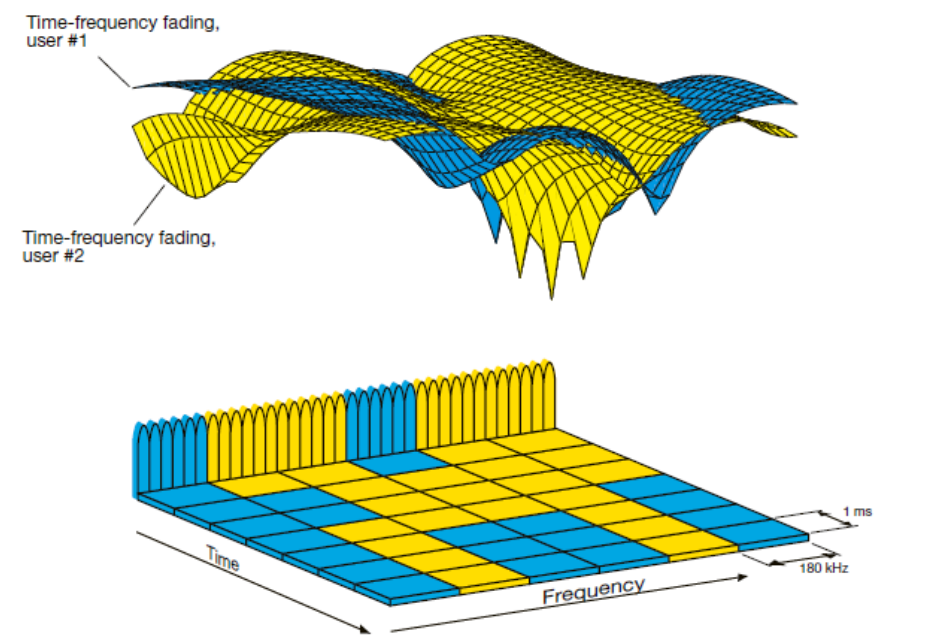 Time-frequency fading,
user #1
Time-frequency fading,
user #2
1 ms
180 kHz
Time
Frequency